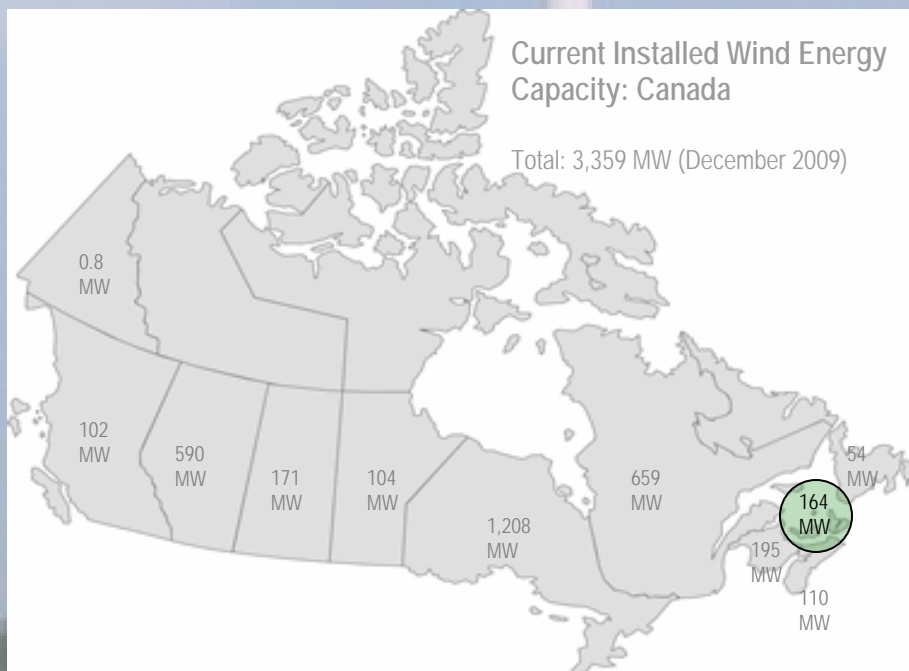 Current Installed Wind Energy
Capacity: Canada
Total: 3,359 MW (December 2009)
0.8
MW
102
MW
590
MW
171
MW
104
MW
1,208
MW
659
MW
54
MW
164
MW
195
MW
110
MW